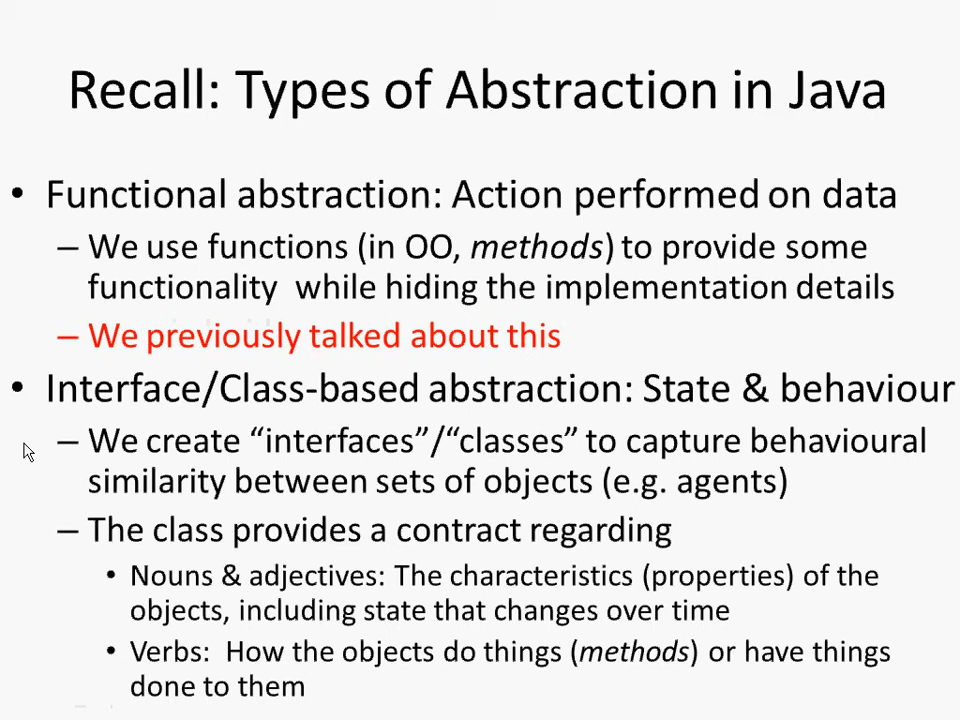 Recall: Types of Abstraction in Java
• Functional abstraction: Action performed on data
– We use functions (in OO, methods) to provide some
functionality while hiding the implementation details
– We previously talked about this
• Interface/Class-based abstraction: State & behaviour
– We create “interfaces”/“classes” to capture behavioural
similarity between sets of objects (e.g. agents)
– The class provides a contract regarding
• Nouns & adjectives: The characteristics (properties) of the
objects, including state that changes over time
• Verbs: How the objects do things (methods) or have things
done to them